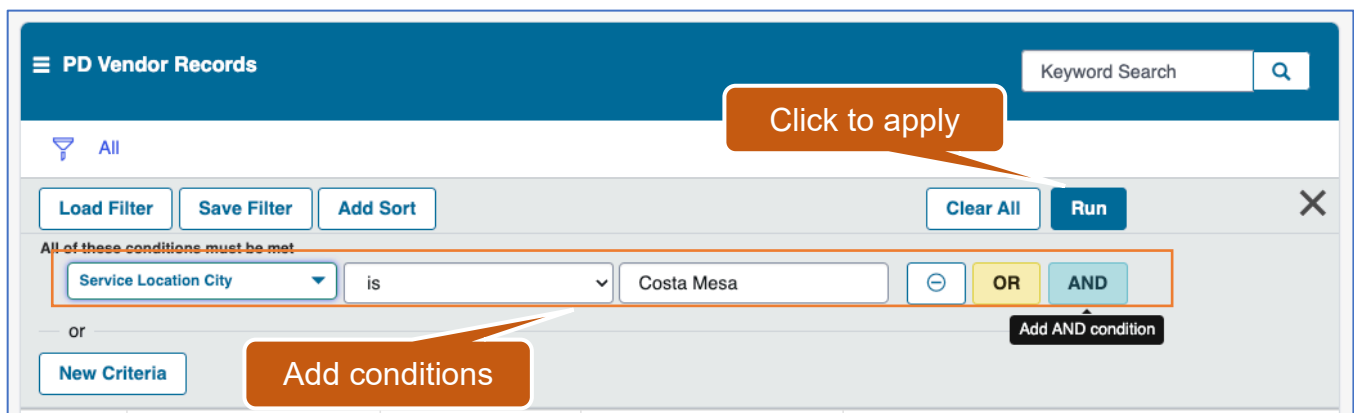 PD Vendor Records
Keyword Search
Click to apply
All
Load Filter Save Filter Add Sort Clear All Run
All of these conditions must be met
Service Location City is Costa Mesa OR AND
or
Add AND condition
New Criteria
Add conditions